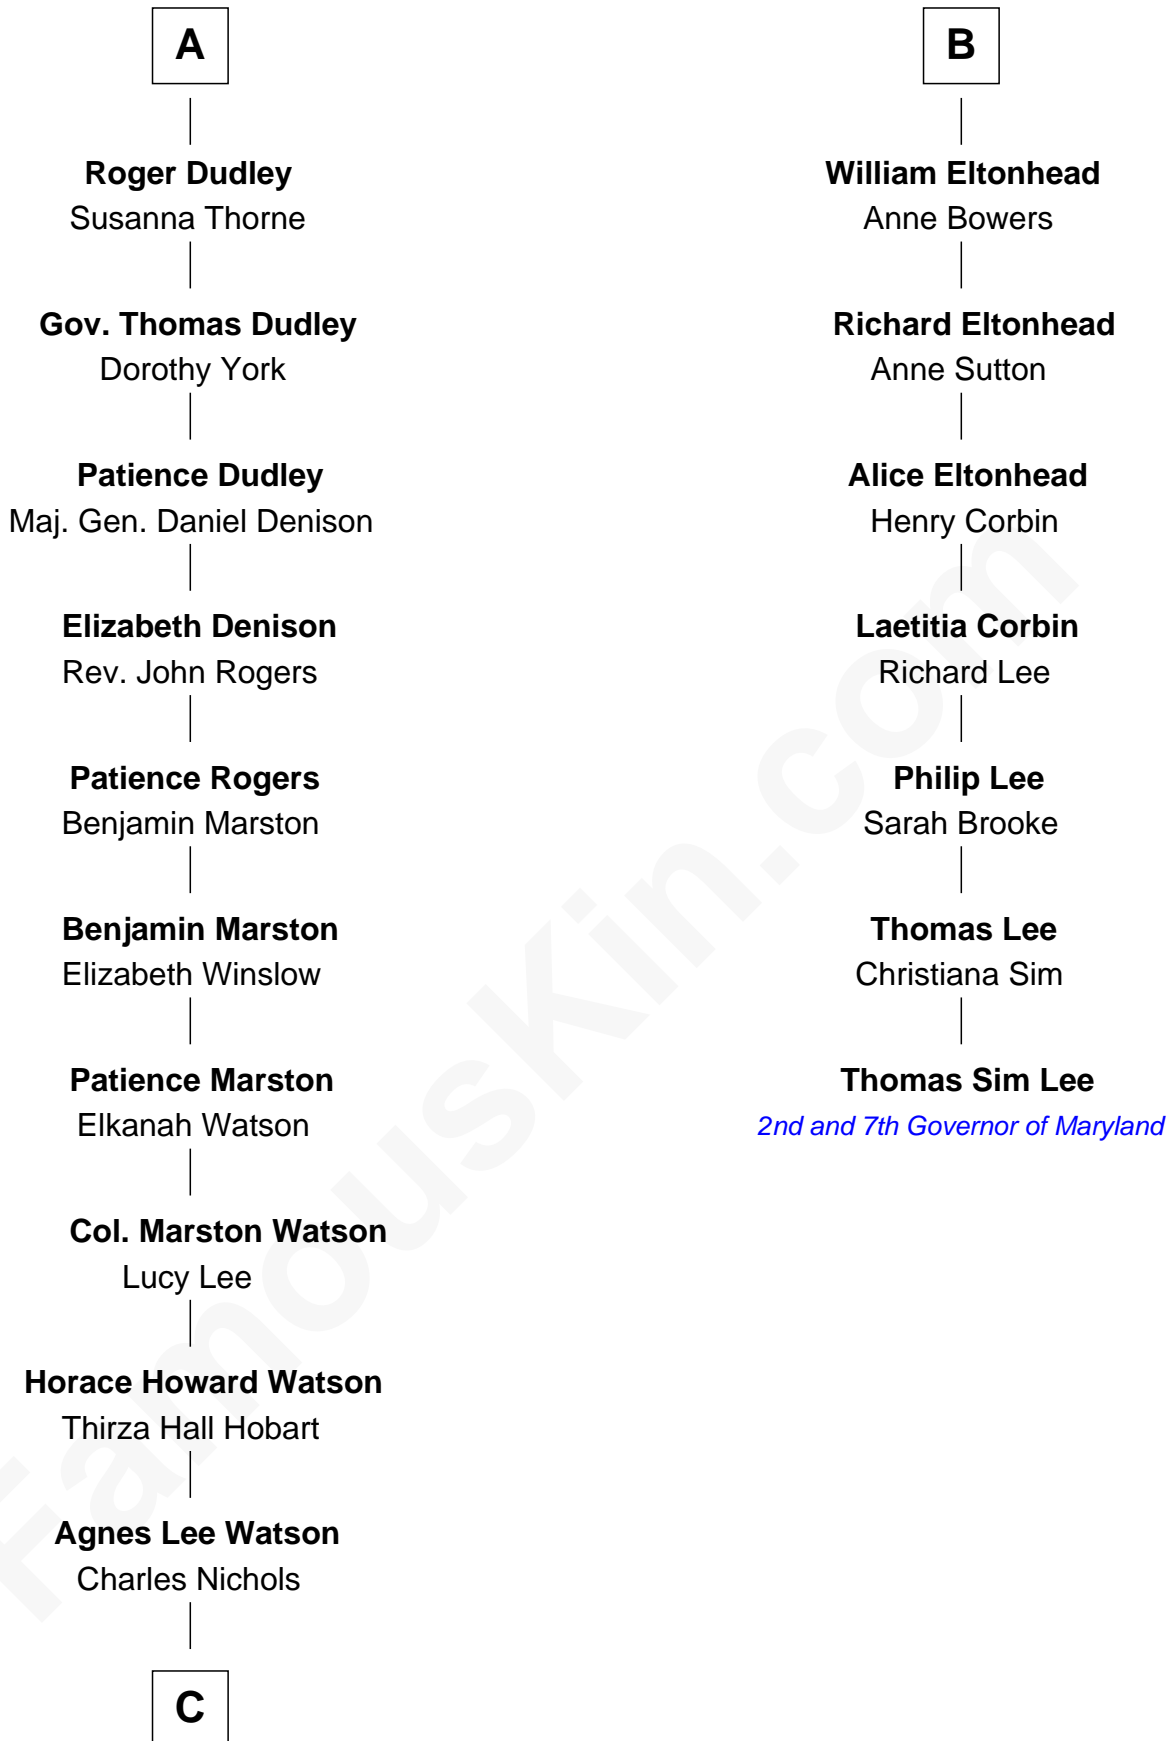 A
Roger Dudley
Susanna Thorne
Gov. Thomas Dudley
Dorothy York
Patience Dudley
Maj. Gen. Daniel Denison
Elizabeth Denison
Rev. John Rogers
Patience Rogers
Benjamin Marston
Benjamin Marston
Elizabeth Winslow
Patience Marston
Elkanah Watson
Col. Marston Watson
Lucy Lee
Horace Howard Watson
Thirza Hall Hobart
Agnes Lee Watson
Charles Nichols
C
B
William Eltonhead
Anne Bowers
Richard Eltonhead
Anne Sutton
Alice Eltonhead
Henry Corbin
Laetitia Corbin
Richard Lee
Philip Lee
Sarah Brooke
Thomas Lee
Christiana Sim
Thomas Sim Lee
2nd and 7th Governor of Maryland
FamousKin.com